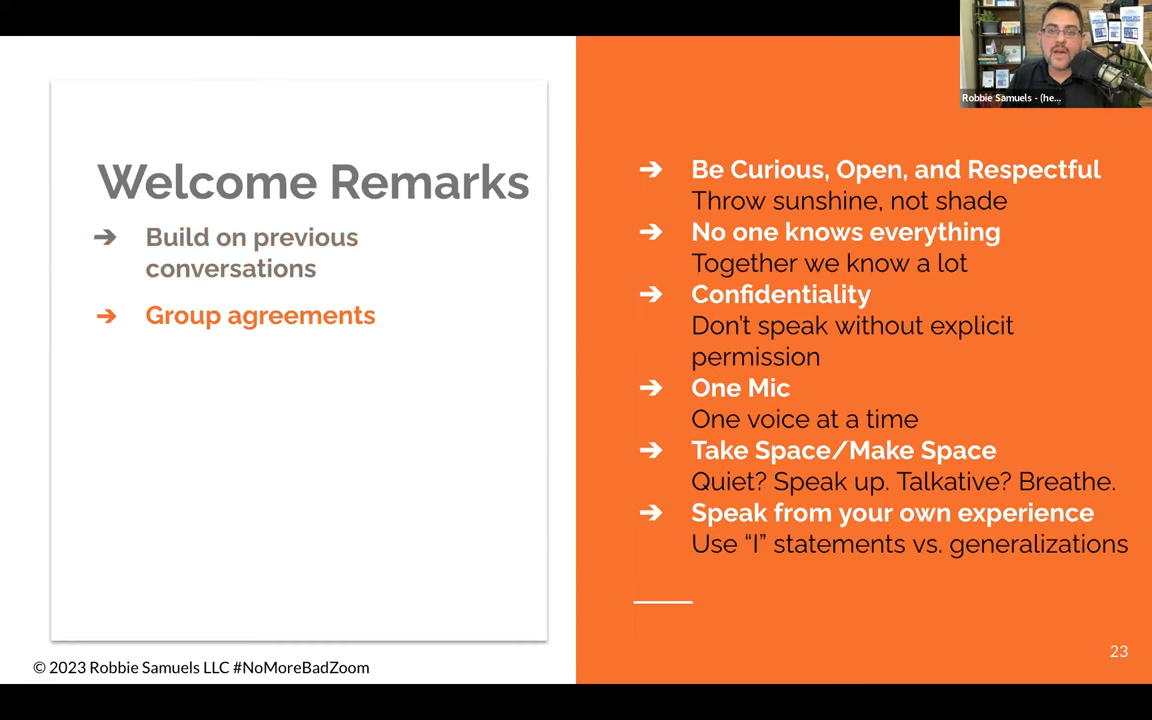 Welcome Remarks
➔ Build on previous
conversations
➔ Group agreements
➔ Be Curious, Open, and Respectful
Throw sunshine, not shade
➔ No one knows everything
Together we know a lot
➔ Confidentiality
Don't speak without explicit
permission
➔ One Mic
One voice at a time
➔ Take Space/Make Space
Quiet? Speak up. Talkative? Breathe.
➔ Speak from your own experience
Use “I” statements vs. generalizations
23
© 2023 Robbie Samuels LLC #NoMoreBadZoom
Robbie Samuels - (he...